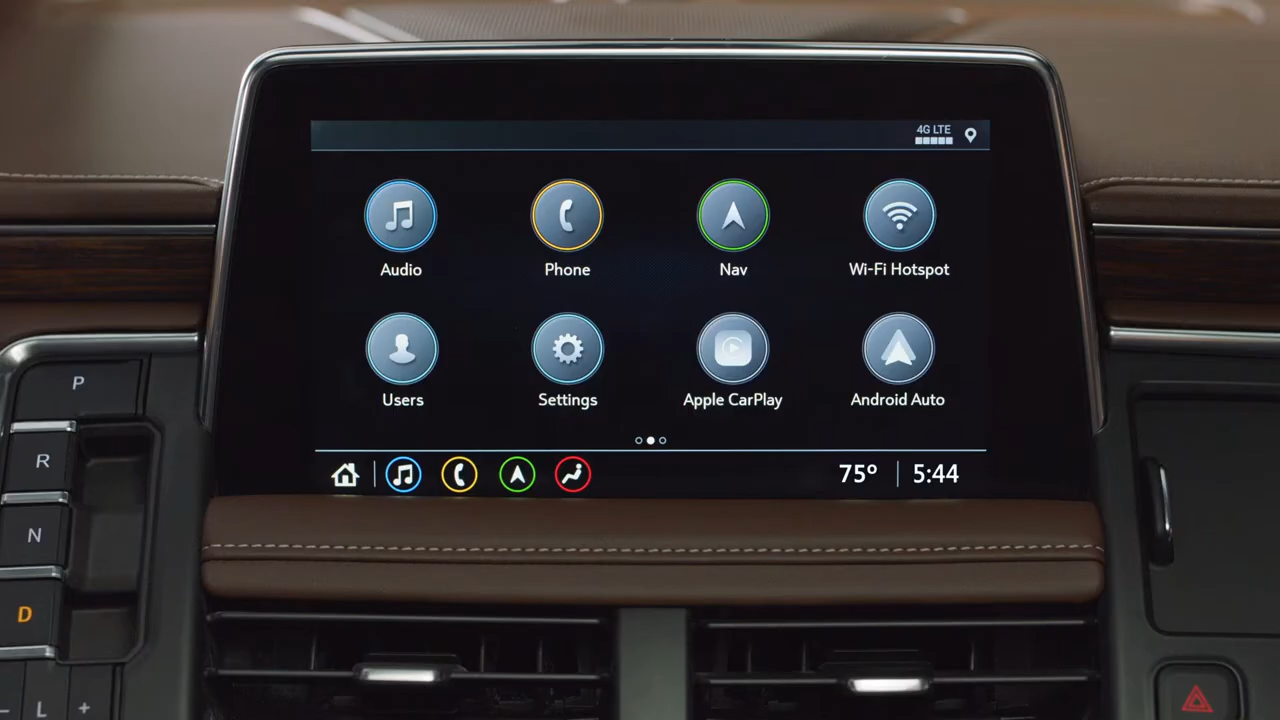 4G LTE
Audio
Phone
Nav
Wi-Fi Hotspot
Users
Settings
Apple CarPlay
Android Auto
75° 5:44
P
R
N
D
- L +